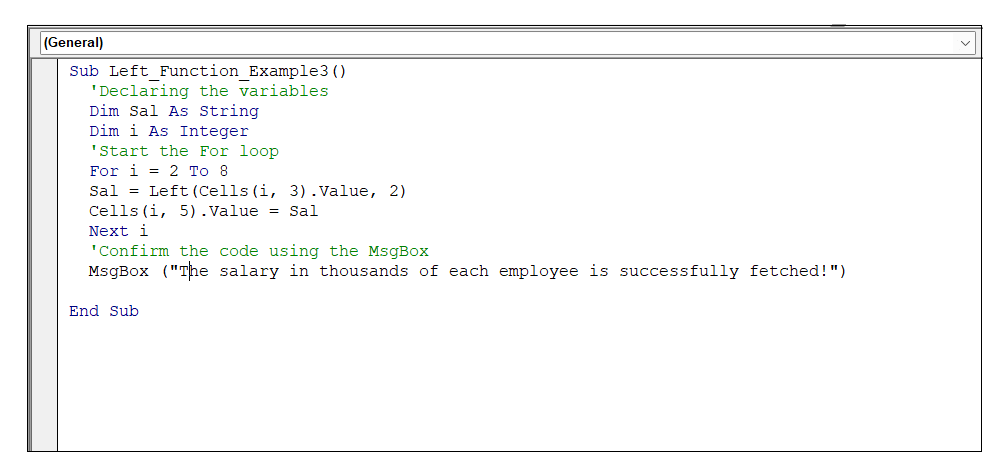 (General)
Sub Left_Function_Example3()
'Declaring the variables
Dim Sal As String
Dim i As Integer
'Start the For loop
For i = 2 To 8
Sal = Left(Cells(i, 3).Value, 2)
Cells(i, 5).Value = Sal
Next i
'Confirm the code using the MsgBox
MsgBox ("The salary in thousands of each employee is successfully fetched!")
End Sub